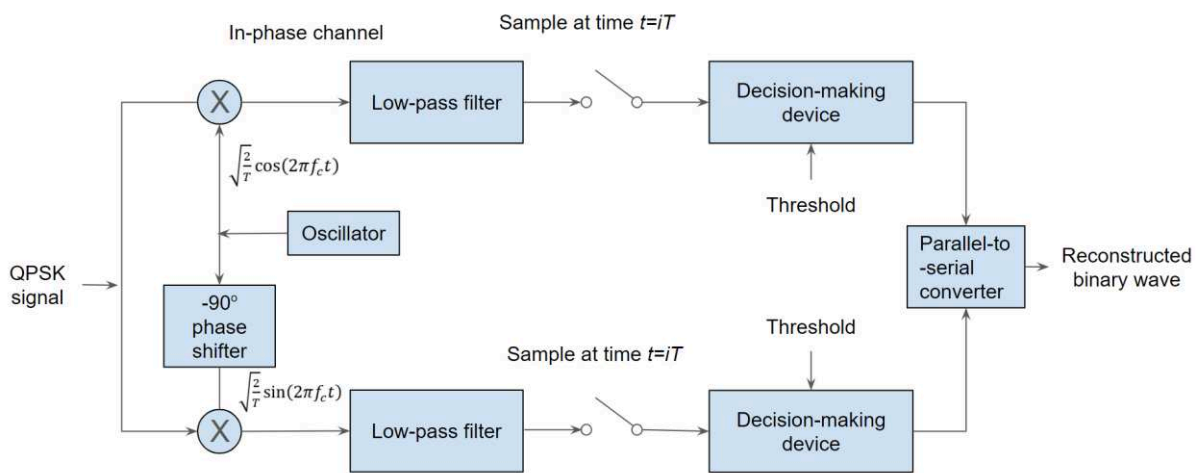 In-phase channel
Sample at time t=iT
X
Low-pass filter
Decision-making
device
√(2/T) cos(2πf_c t)
Threshold
Oscillator
QPSK
signal
-90° 
phase
shifter
Parallel-to
-serial
converter
Reconstructed
binary wave
Threshold
Sample at time t=iT
√(2/T) sin(2πf_c t)
X
Low-pass filter
Decision-making
device